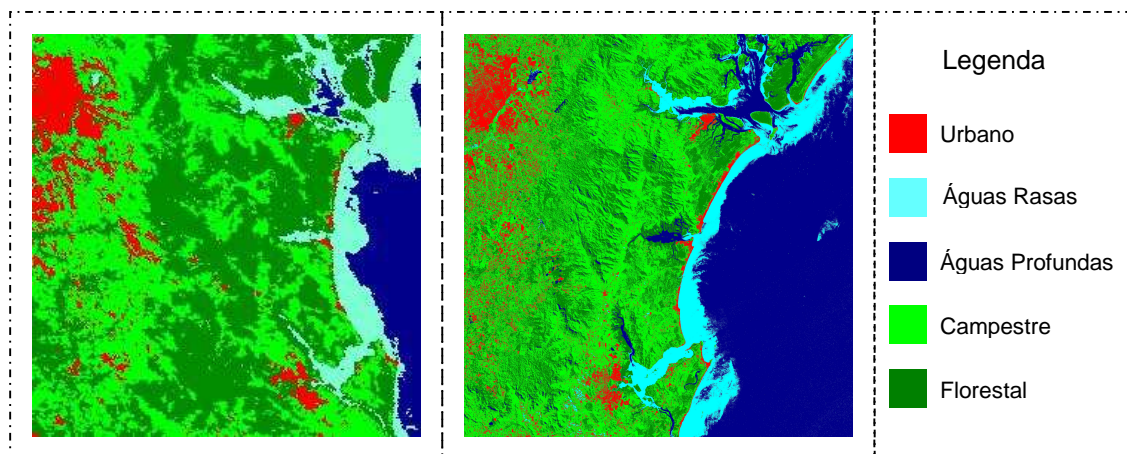 Legenda
Urbano
Águas Rasas
Águas Profundas
Campestre
Florestal